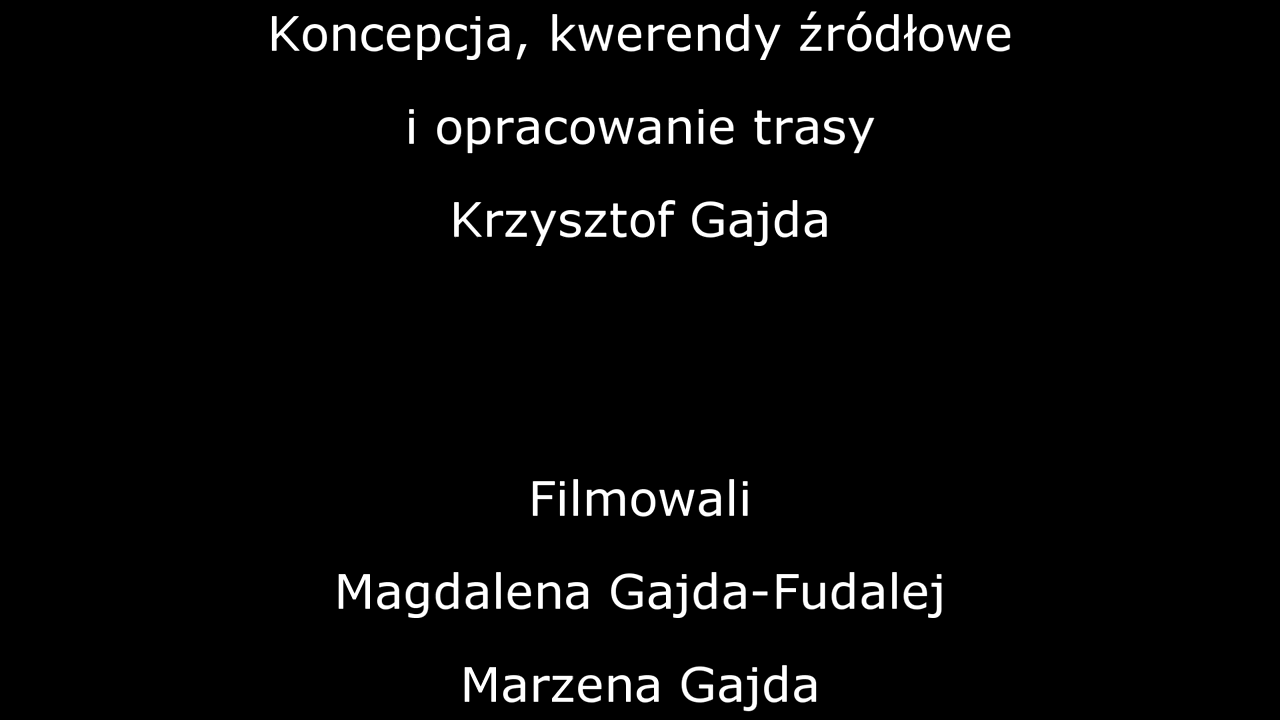 Koncepcja, kwerendy źródłowe
i opracowanie trasy
Krzysztof Gajda
Filmowali
Magdalena Gajda-Fudalej
Marzena Gajda